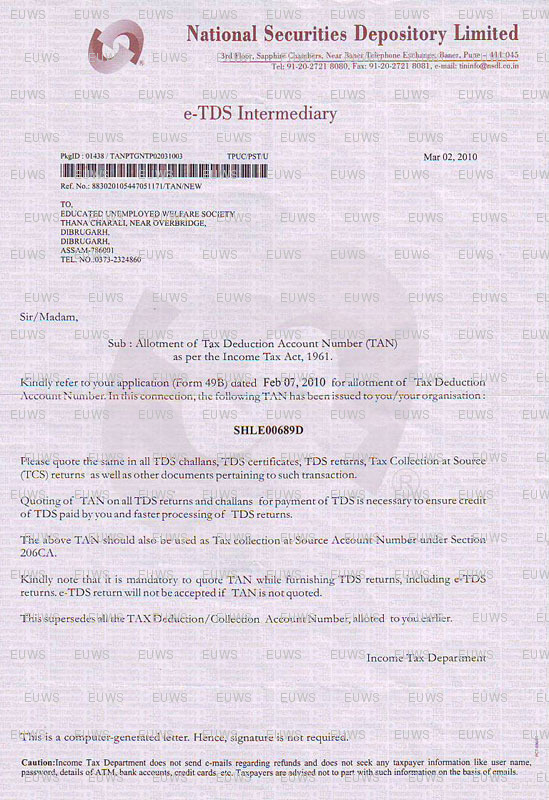 National Securities Depository Limited
3rd Floor, Sapphire Chambers, Near Baner Telephone Exchange, Baner, Pune – 411 045
Tel: 91-20-2721 8080, Fax: 91-20-2721 8081, e-mail: tininfo@nsdl.co.in
e-TDS Intermediary
PkgID : 01438 / TANPTGNTP02031003 TPUC/PST/U
Mar 02, 2010
Ref. No.: 883020105447051171/TAN/NEW
TO,
EDUCATED UNEMPLOYED WELFARE SOCIETY
THANA CHARALI, NEAR OVERBRIDGE,
DIBRUGARH,
DIBRUGARH,
ASSAM-786001
TEL. NO.:0373-2324860
Sir/Madam,
Sub : Allotment of Tax Deduction Account Number (TAN)
as per the Income Tax Act, 1961.
Kindly refer to your application (Form 49B) dated Feb 07, 2010 for allotment of Tax Deduction
Account Number. In this connection, the following TAN has been issued to you/your organisation :
SHLE00689D
Please quote the same in all TDS challans, TDS certificates, TDS returns, Tax Collection at Source
(TCS) returns as well as other documents pertaining to such transaction.
Quoting of TAN on all TDS returns and challans for payment of TDS is necessary to ensure credit
of TDS paid by you and faster processing of TDS returns.
The above TAN should also be used as Tax collection at Source Account Number under Section
206CA.
Kindly note that it is mandatory to quote TAN while furnishing TDS returns, including e-TDS
returns. e-TDS return will not be accepted if TAN is not quoted.
This supersedes all the TAX Deduction/Collection Account Number, alloted to you earlier.
Income Tax Department
This is a computer-generated letter. Hence, signature is not required.
Caution:Income Tax Department does not send e-mails regarding refunds and does not seek any taxpayer information like user name,
password, details of ATM, bank accounts, credit cards, etc. Taxpayers are advised not to part with such information on the basis of emails.
EUWS